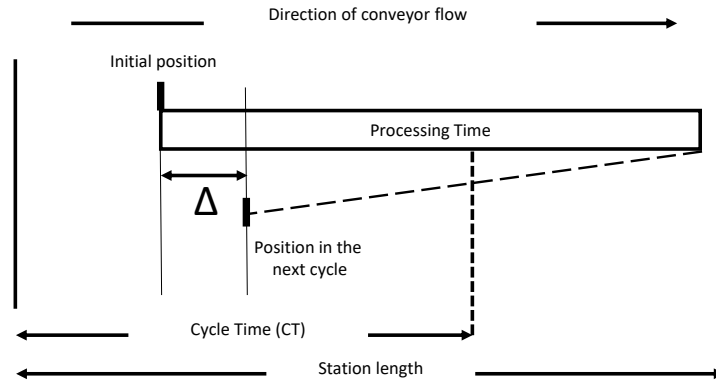 Direction of conveyor flow
Initial position
Processing Time
Δ
Position in the
next cycle
Cycle Time (CT)
Station length